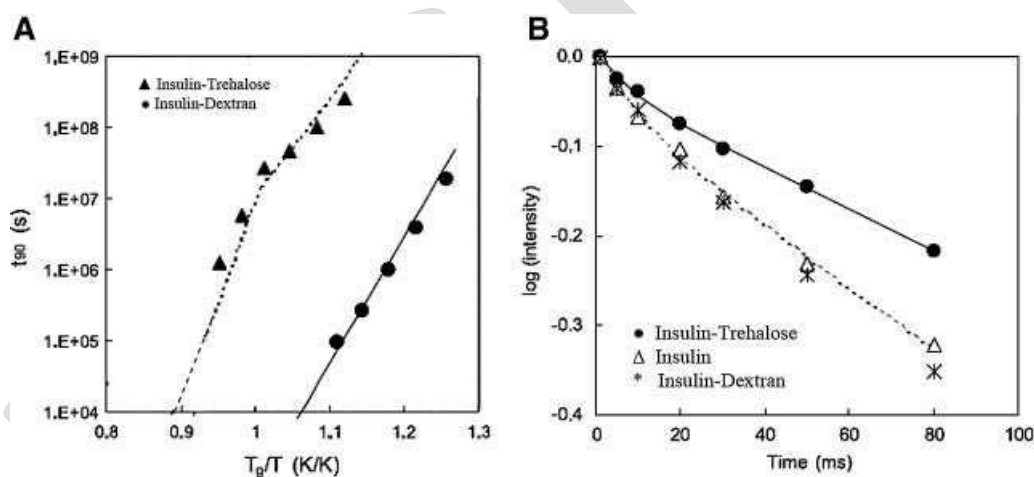 A
1,E+09
1,E+08
1,E+07
1,E+06
1,E+05
1,E+04
t90 (s)
▲ Insulin-Trehalose
● Insulin-Dextran
0.8 0.9 1 1.1 1.2 1.3
Tg/T (K/K)
B
0.0
-0.1
-0.2
-0.3
-0,4
log (intensity)
● Insulin-Trehalose
△ Insulin
* Insulin-Dextran
0 20 40 60 80 100
Time (ms)